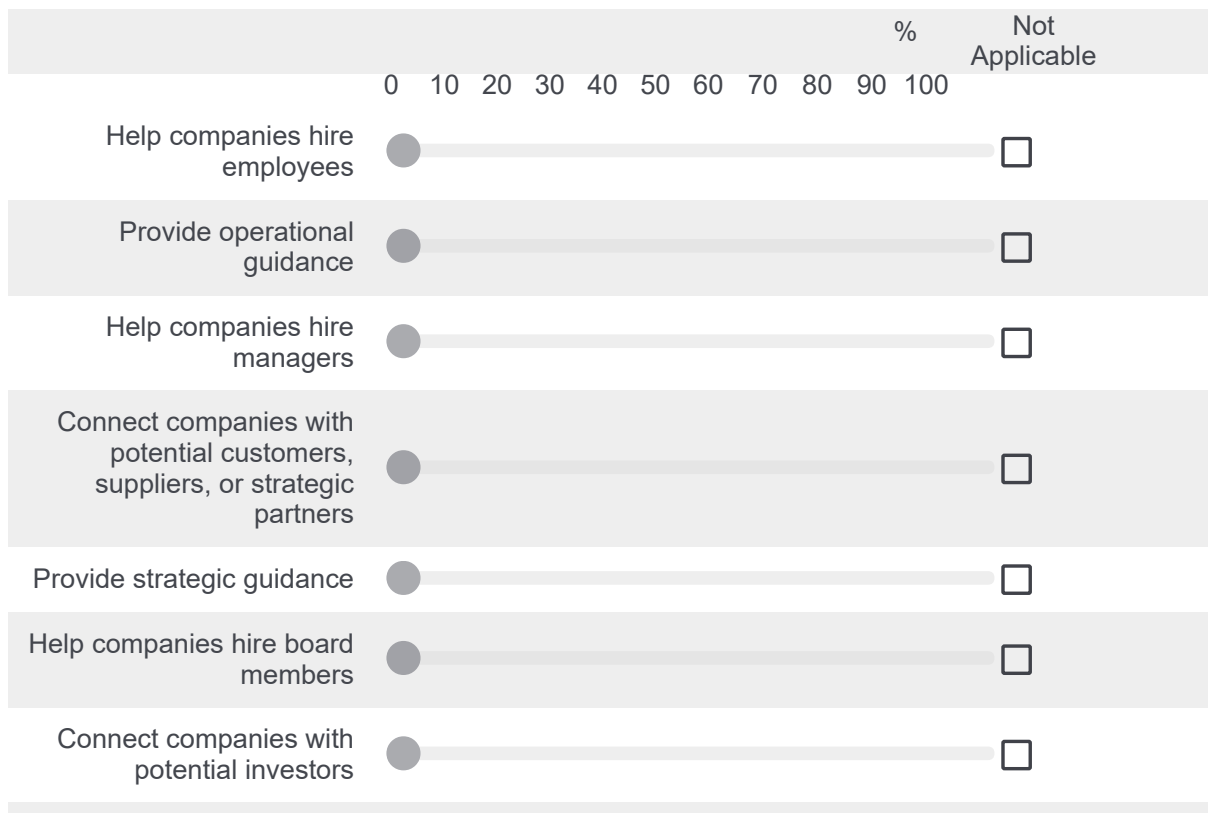 %
Not
Applicable
0 10 20 30 40 50 60 70 80 90 100
Help companies hire
employees
Provide operational
guidance
Help companies hire
managers
Connect companies with
potential customers,
suppliers, or strategic
partners
Provide strategic guidance
Help companies hire board
members
Connect companies with
potential investors